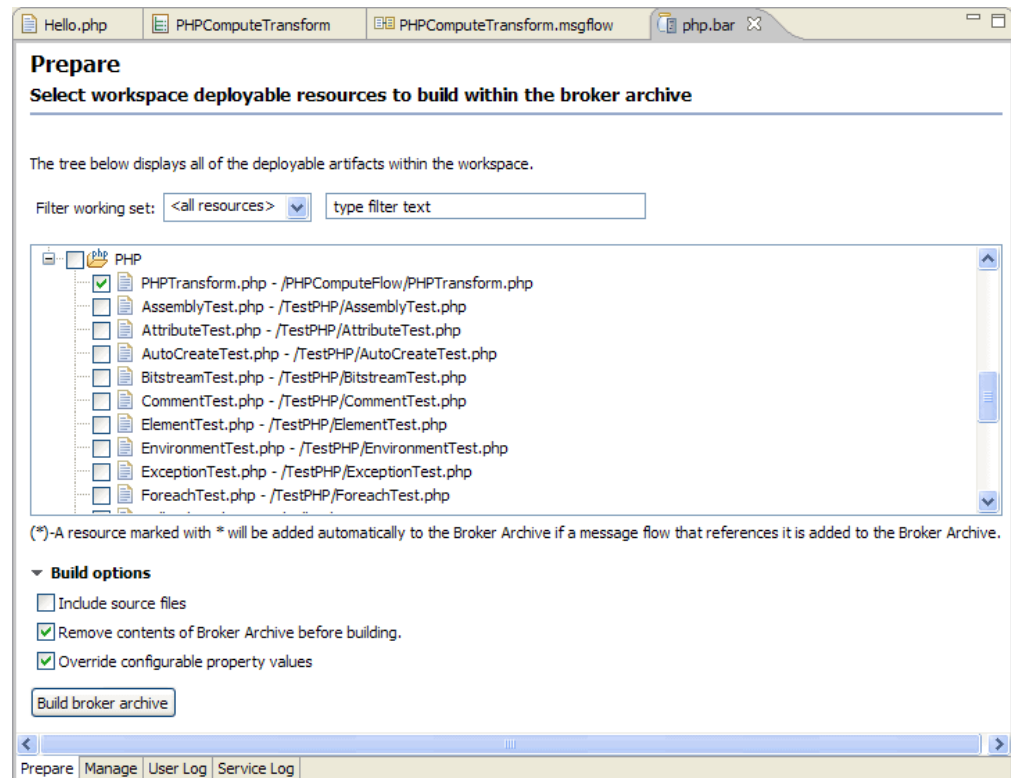 Hello.php PHPComputeTransform PHPComputeTransform.msgflow php.bar
Prepare
Select workspace deployable resources to build within the broker archive
The tree below displays all of the deployable artifacts within the workspace.
Filter working set: <all resources> type filter text
php PHP
PHPTransform.php - /PHPComputeFlow/PHPTransform.php
AssemblyTest.php - /TestPHP/AssemblyTest.php
AttributeTest.php - /TestPHP/AttributeTest.php
AutoCreateTest.php - /TestPHP/AutoCreateTest.php
BitstreamTest.php - /TestPHP/BitstreamTest.php
CommentTest.php - /TestPHP/CommentTest.php
ElementTest.php - /TestPHP/ElementTest.php
EnvironmentTest.php - /TestPHP/EnvironmentTest.php
ExceptionTest.php - /TestPHP/ExceptionTest.php
ForeachTest.php - /TestPHP/ForeachTest.php
(*)-A resource marked with * will be added automatically to the Broker Archive if a message flow that references it is added to the Broker Archive.
Build options
Include source files
Remove contents of Broker Archive before building.
Override configurable property values
Build broker archive
Prepare Manage User Log Service Log